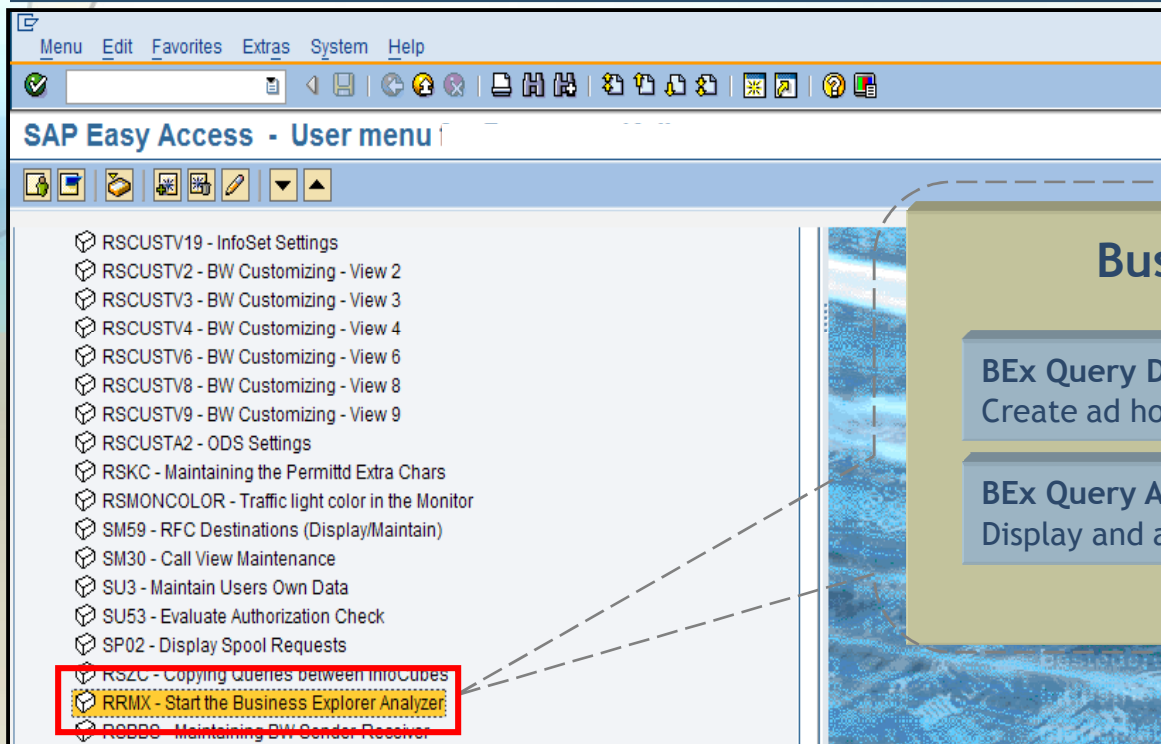 Menu Edit Favorites Extras System Help
SAP Easy Access - User menu
RSCUSTV19 - InfoSet Settings
RSCUSTV2 - BW Customizing - View 2
RSCUSTV3 - BW Customizing - View 3
RSCUSTV4 - BW Customizing - View 4
RSCUSTV6 - BW Customizing - View 6
RSCUSTV8 - BW Customizing - View 8
RSCUSTV9 - BW Customizing - View 9
RSCUSTA2 - ODS Settings
RSKC - Maintaining the Permittd Extra Chars
RSMONCOLOR - Traffic light color in the Monitor
SM59 - RFC Destinations (Display/Maintain)
SM30 - Call View Maintenance
SU3 - Maintain Users Own Data
SU53 - Evaluate Authorization Check
SP02 - Display Spool Requests
RSZC - Copying Queries between InfoCubes
RRMX - Start the Business Explorer Analyzer
RSBBS - Maintaining BW Sender Receiver
Bus
BEx Query D
Create ad ho
BEx Query A
Display and a